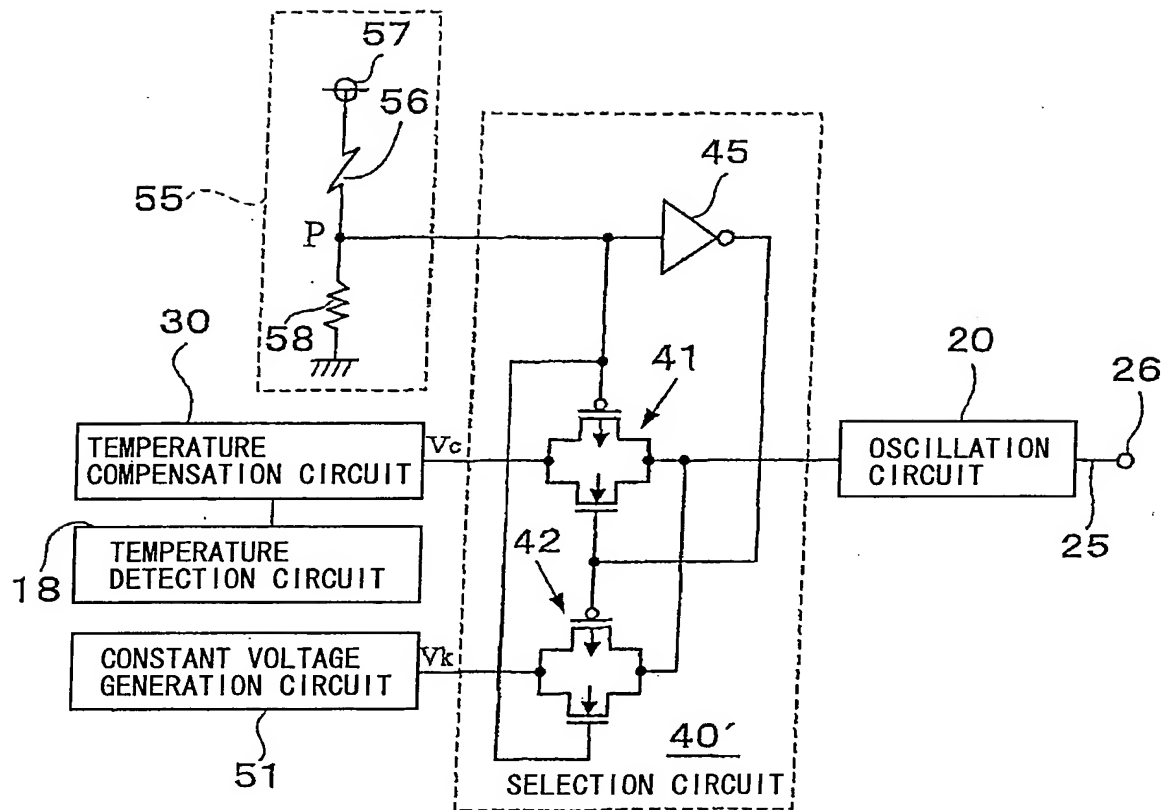 57
56
45
55
P
58
30
41
20
26
TEMPERATURE
COMPENSATION CIRCUIT
Vc
OSCILLATION
CIRCUIT
25
18
TEMPERATURE
DETECTION CIRCUIT
42
CONSTANT VOLTAGE
GENERATION CIRCUIT
Vk
51
40′
SELECTION CIRCUIT